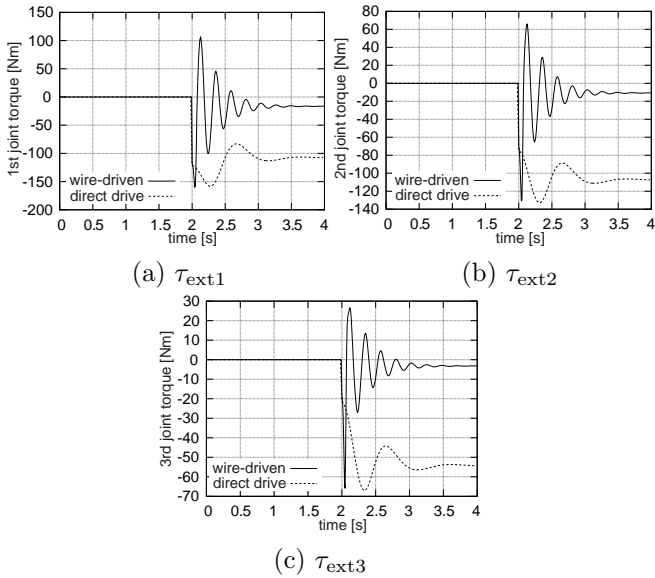 150
100
50
0
-50
-100
-150
-200
1st joint torque [Nm]
wire-driven
direct drive
0 0.5 1 1.5 2 2.5 3 3.5 4
time [s]
(a) τext1
80
60
40
20
0
-20
-40
-60
-80
-100
-120
-140
2nd joint torque [Nm]
wire-driven
direct drive
0 0.5 1 1.5 2 2.5 3 3.5 4
time [s]
(b) τext2
30
20
10
0
-10
-20
-30
-40
-50
-60
-70
3rd joint torque [Nm]
wire-driven
direct drive
0 0.5 1 1.5 2 2.5 3 3.5 4
time [s]
(c) τext3